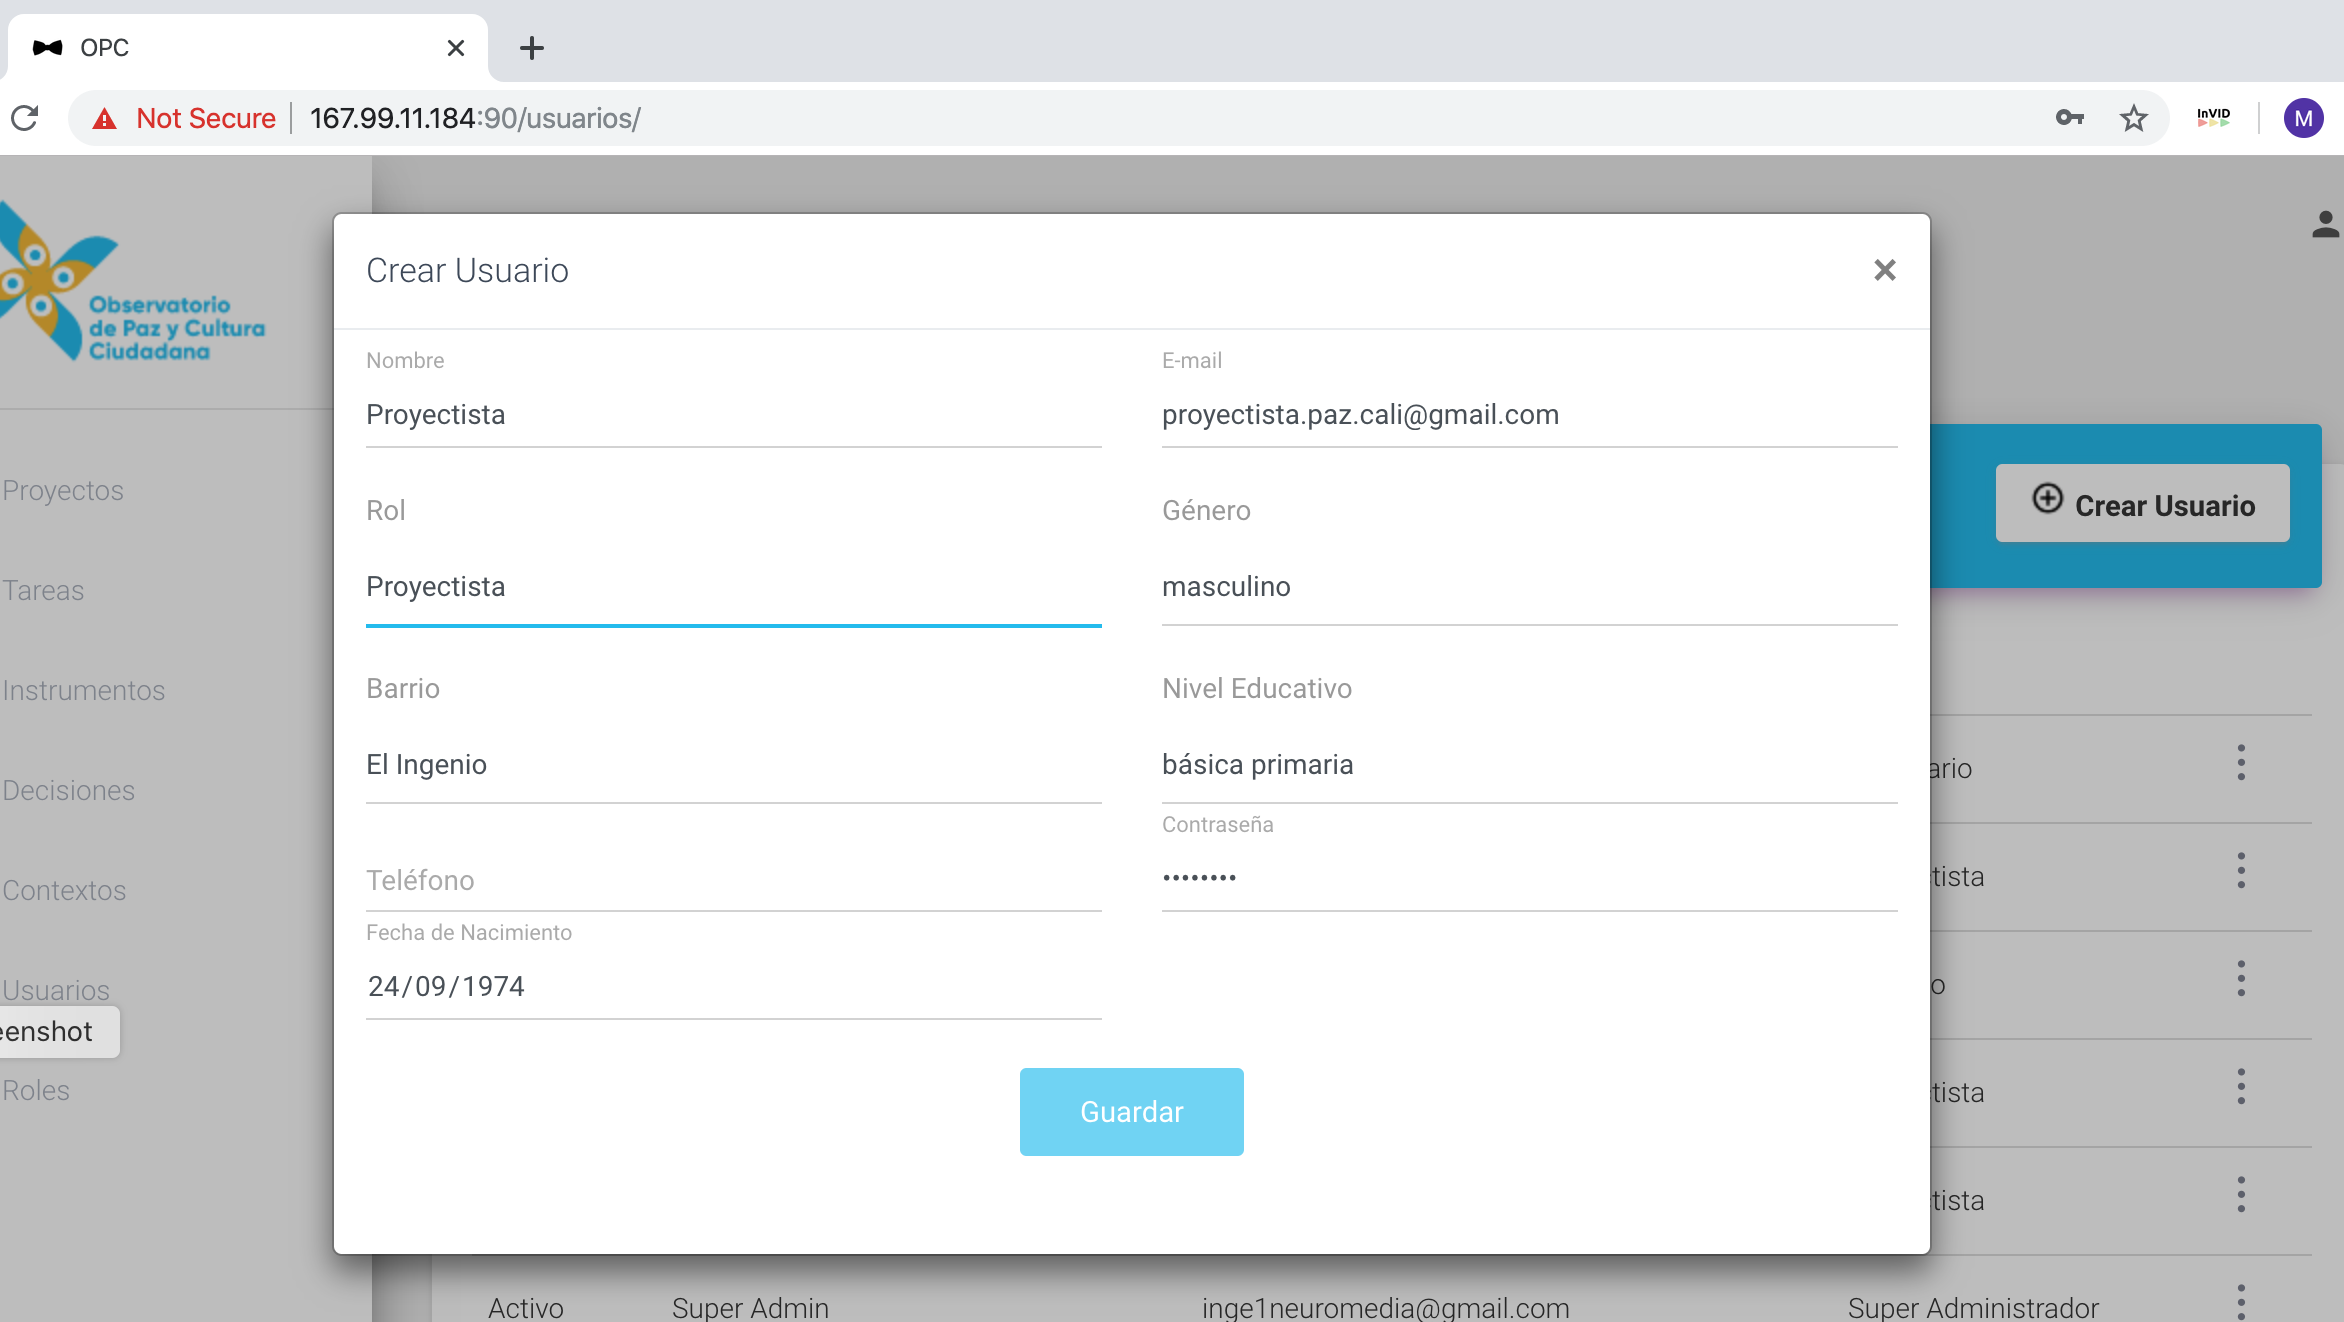 OPC
Not Secure
167.99.11.184:90/usuarios/
InVID
M
Observatorio
de Paz y Cultura
Ciudadana
Proyectos
Tareas
Instrumentos
Decisiones
Contextos
Usuarios
eenshot
Roles
Crear Usuario
Nombre
E-mail
Proyectista
proyectista.paz.cali@gmail.com
Rol
Género
Proyectista
masculino
Barrio
Nivel Educativo
El Ingenio
básica primaria
Contraseña
Teléfono
••••••••
Fecha de Nacimiento
24/09/1974
Guardar
Crear Usuario
ario
tista
o
tista
tista
Activo
Super Admin
inge1neuromedia@gmail.com
Super Administrador